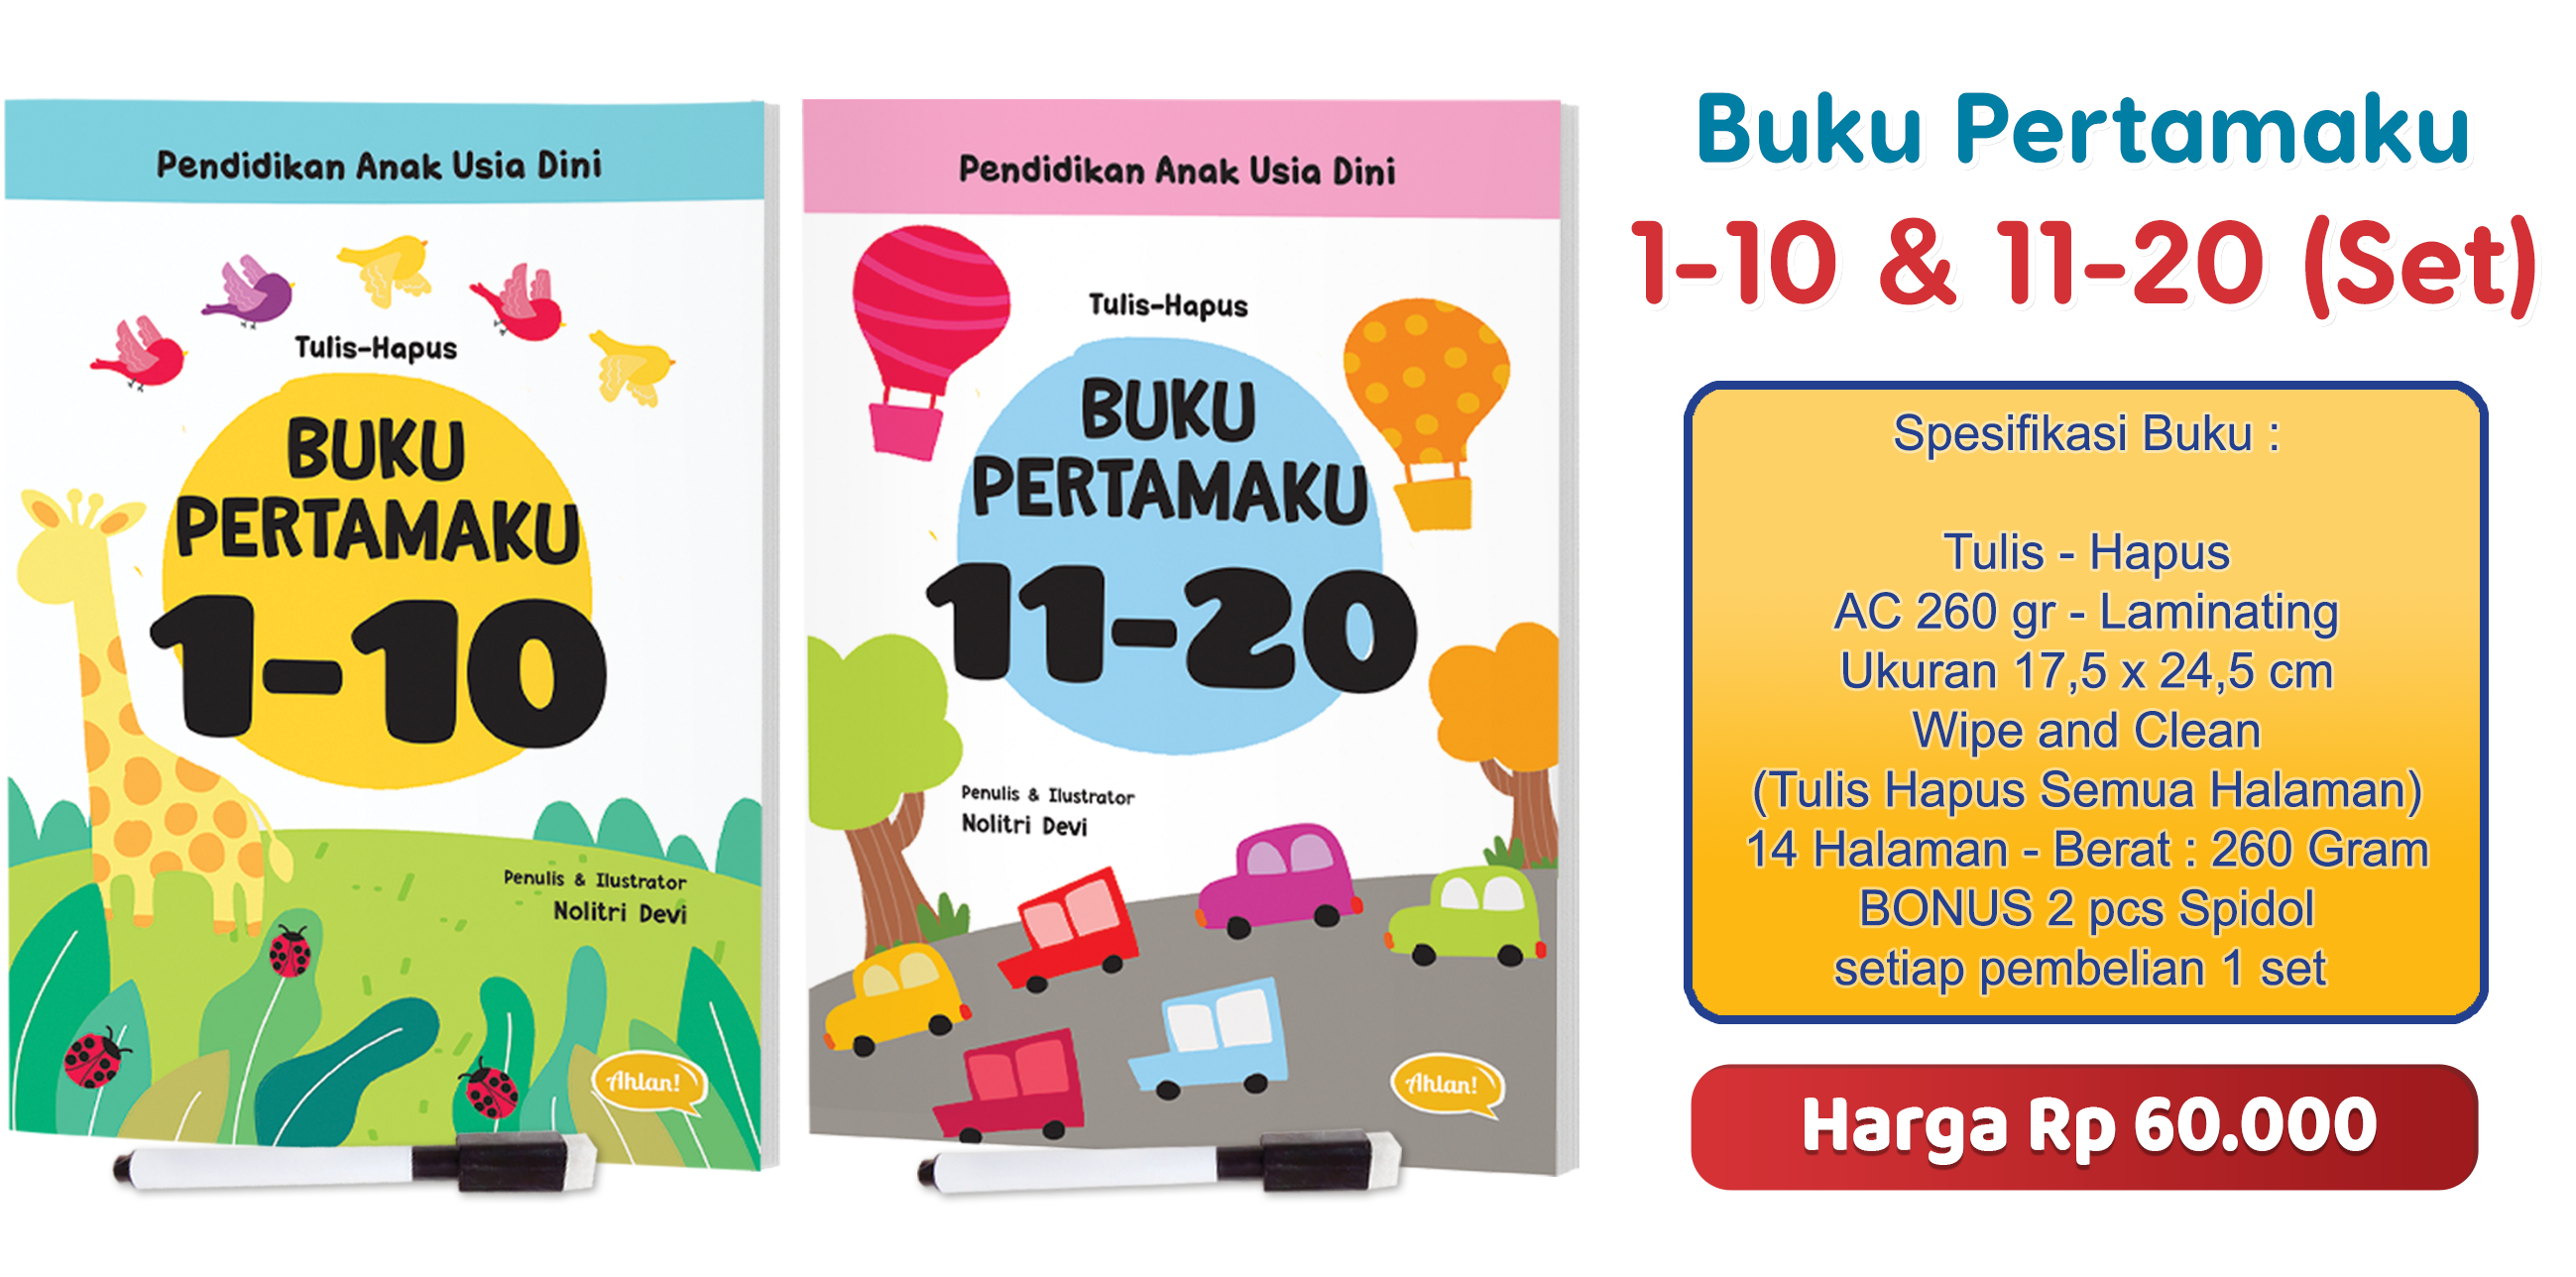 Pendidikan Anak Usia Dini
Tulis-Hapus
BUKU
PERTAMAKU
1-10
Penulis & Ilustrator
Nolitri Devi
Ahlan!
Pendidikan Anak Usia Dini
Tulis-Hapus
BUKU
PERTAMAKU
11-20
Penulis & Ilustrator
Nolitri Devi
Ahlan!
Buku Pertamaku
1-10 & 11-20 (Set)
Spesifikasi Buku :
Tulis - Hapus
AC 260 gr - Laminating
Ukuran 17,5 x 24,5 cm
Wipe and Clean
(Tulis Hapus Semua Halaman)
14 Halaman - Berat : 260 Gram
BONUS 2 pcs Spidol
setiap pembelian 1 set
Harga Rp 60.000